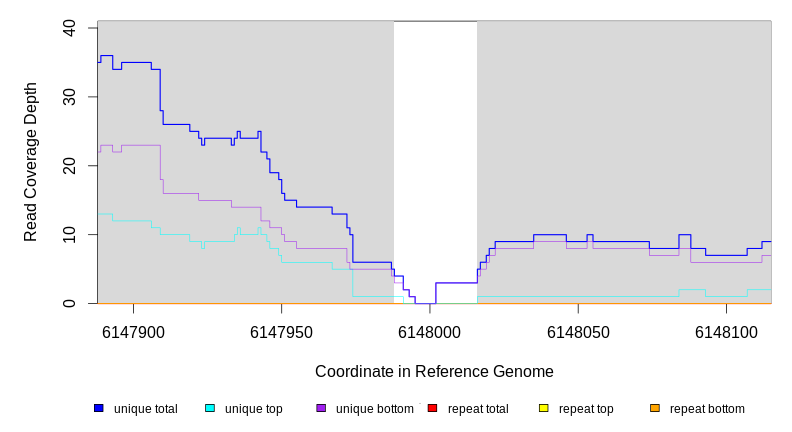 Read Coverage Depth
40
30
20
10
0
6147900 6147950 6148000 6148050 6148100
Coordinate in Reference Genome
unique total unique top unique bottom repeat total repeat top repeat bottom